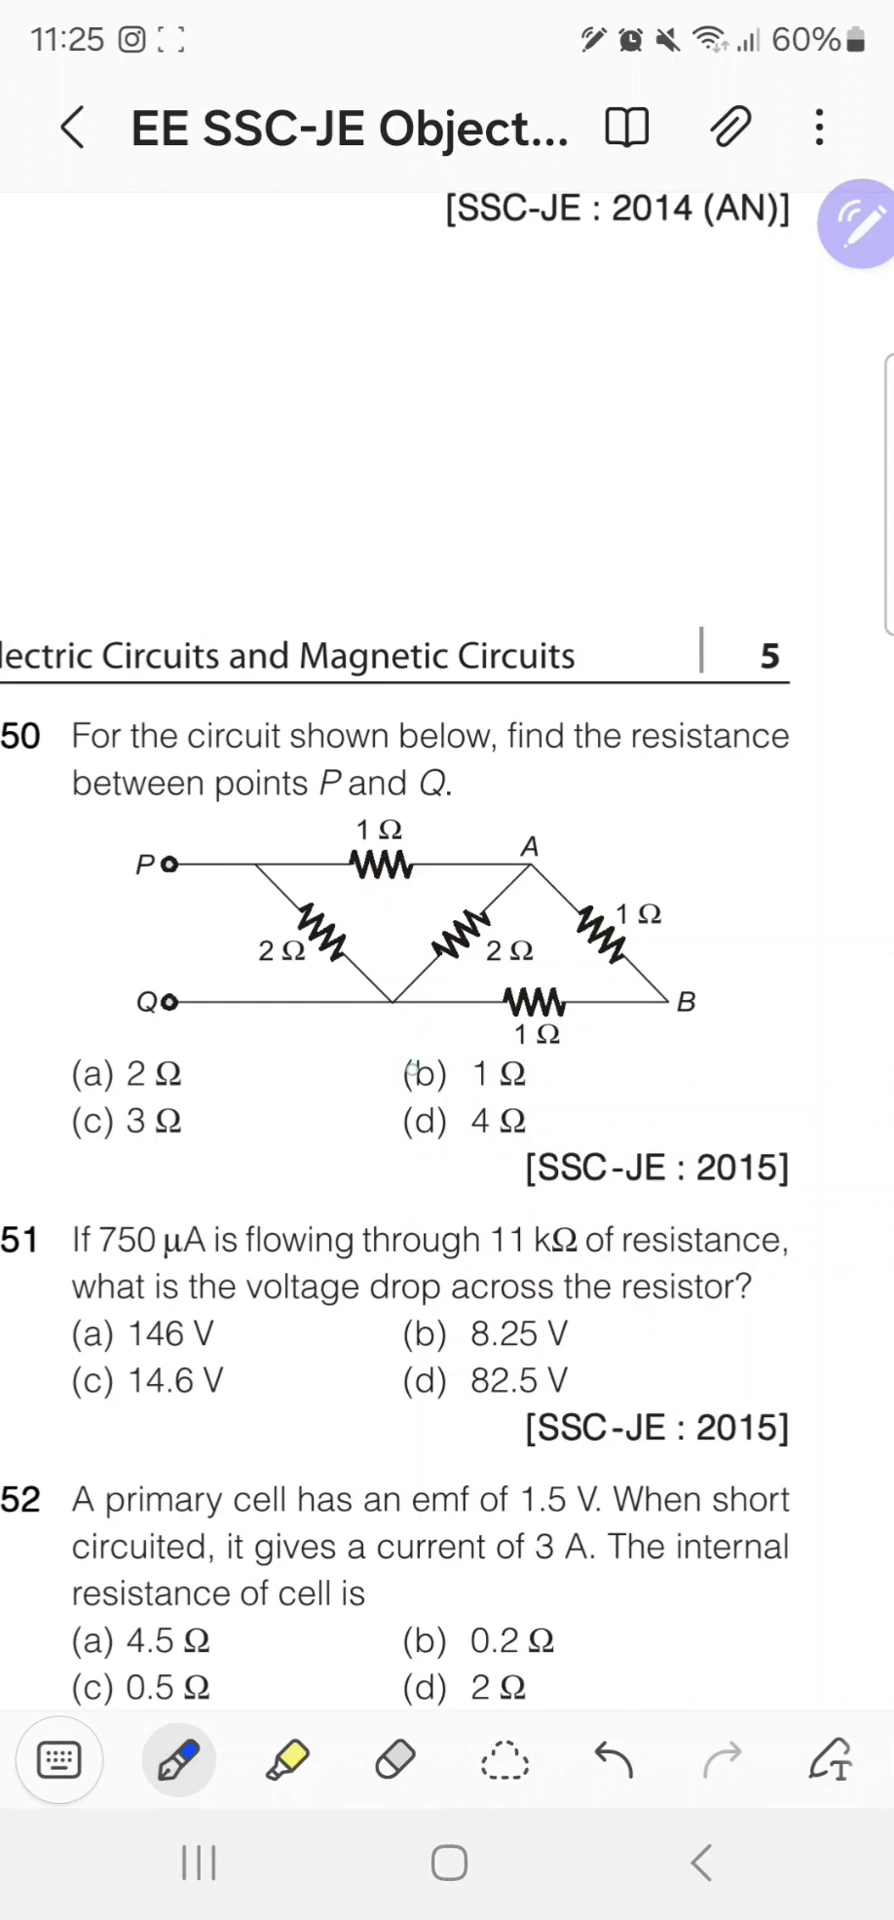 11:25 60%
EE SSC-JE Object...
[SSC-JE : 2014 (AN)]
lectric Circuits and Magnetic Circuits | 5
50 For the circuit shown below, find the resistance
between points P and Q.
1 Ω
A
P
1 Ω
2 Ω
2 Ω
Q
B
1 Ω
(a) 2 Ω (b) 1 Ω
(c) 3 Ω (d) 4 Ω
[SSC-JE : 2015]
51 If 750 μA is flowing through 11 kΩ of resistance,
what is the voltage drop across the resistor?
(a) 146 V (b) 8.25 V
(c) 14.6 V (d) 82.5 V
[SSC-JE : 2015]
52 A primary cell has an emf of 1.5 V. When short
circuited, it gives a current of 3 A. The internal
resistance of cell is
(a) 4.5 Ω (b) 0.2 Ω
(c) 0.5 Ω (d) 2 Ω
T